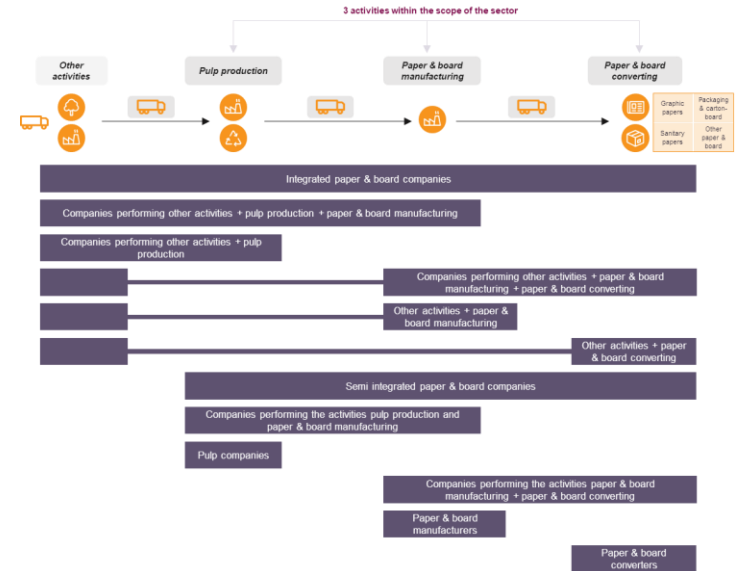 3 activities within the scope of the sector
Other
activities
Pulp production
Paper & board
manufacturing
Paper & board
converting
Graphic
papers
Packaging
& carton-
board
Sanitary
papers
Other
paper &
board
Integrated paper & board companies
Companies performing other activities + pulp production + paper & board manufacturing
Companies performing other activities + pulp
production
Companies performing other activities + paper & board
manufacturing + paper & board converting
Other activities + paper &
board manufacturing
Other activities + paper
& board converting
Semi integrated paper & board companies
Companies performing the activities pulp production and
paper & board manufacturing
Pulp companies
Companies performing the activities paper & board
manufacturing + paper & board converting
Paper & board
manufacturers
Paper & board
converters